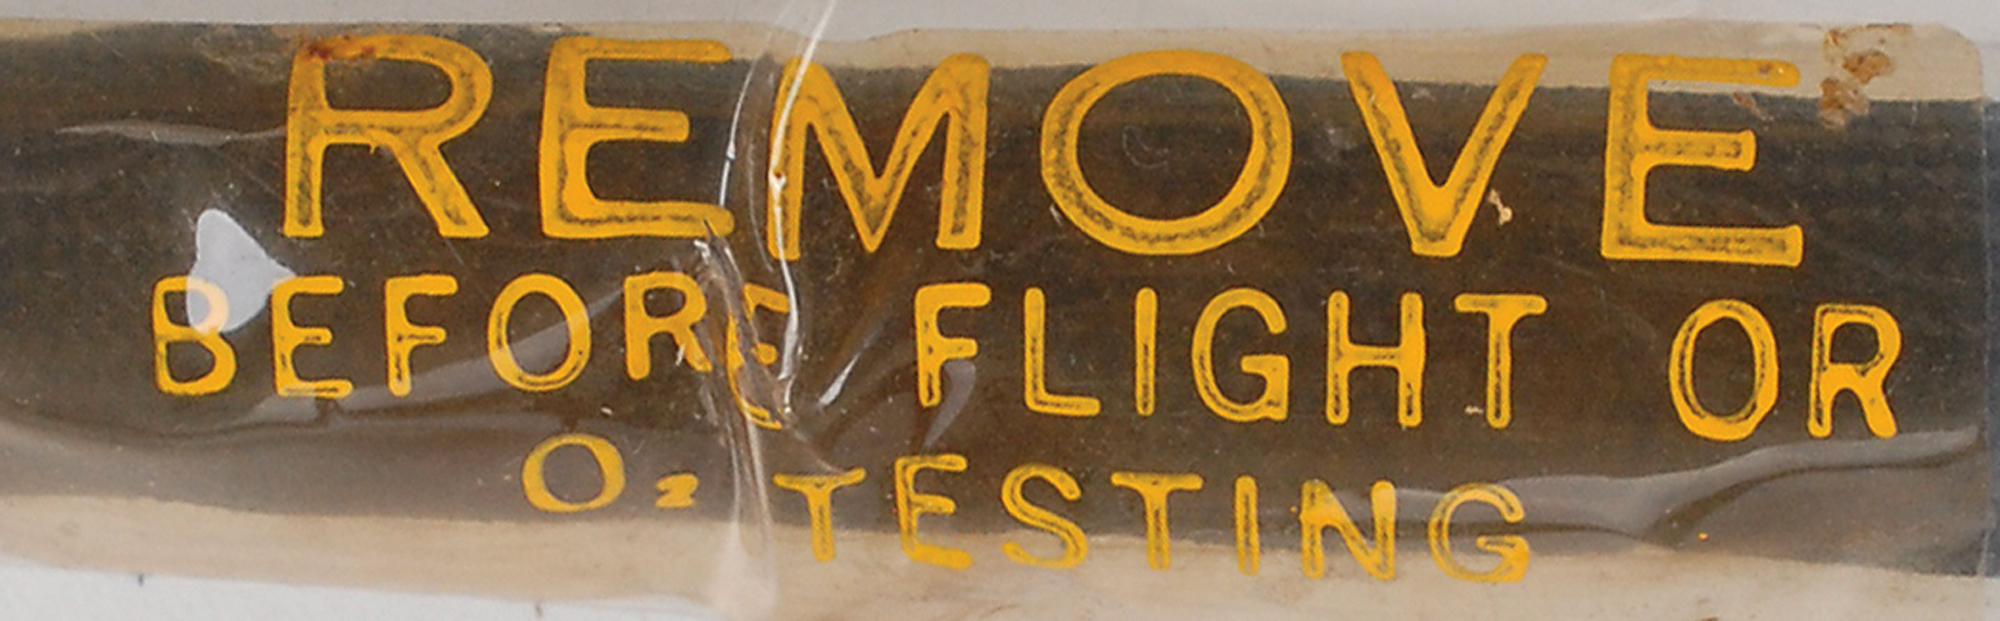 REMOVE
BEFORE FLIGHT OR
O₂ TESTING